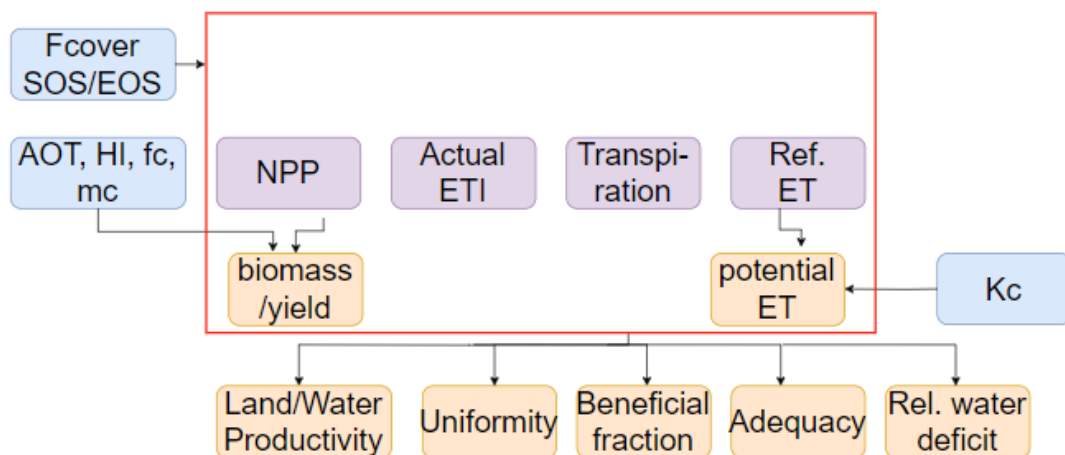 Fcover
SOS/EOS
AOT, HI, fc,
mc
NPP
Actual
ETI
Transpi-
ration
Ref.
ET
biomass
/yield
potential
ET
Kc
Land/Water
Productivity
Uniformity
Beneficial
fraction
Adequacy
Rel. water
deficit